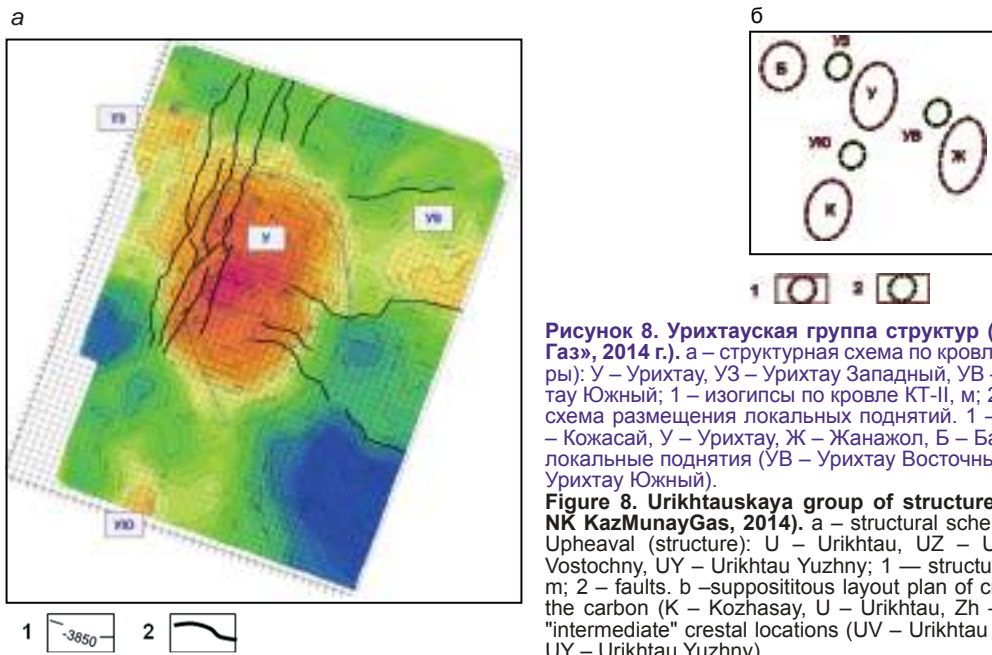 а
УЗ
У
УВ
УЮ
1 -3850 2
б
УЗ
Б
У
УВ
УЮ
Ж
К
1 2
Рисунок 8. Урихтауская группа структур (
Газ», 2014 г.). а – структурная схема по кровл
ры): У – Урихтау, УЗ – Урихтау Западный, УВ –
тау Южный; 1 – изогипсы по кровле КТ-II, м; 2
схема размещения локальных поднятий. 1 –
– Кожасай, У – Урихтау, Ж – Жанажол, Б – Ба
локальные поднятия (УВ – Урихтау Восточны
Урихтау Южный).
Figure 8. Urikhtauskaya group of structure
NK KazMunayGas, 2014). a – structural sche
Upheaval (structure): U – Urikhtau, UZ – U
Vostochny, UY – Urikhtau Yuzhny; 1 — structu
m; 2 – faults. b –supposititous layout plan of c
the carbon (K – Kozhasay, U – Urikhtau, Zh –
"intermediate" crestal locations (UV – Urikhtau
UY – Urikhtau Yuzhny)